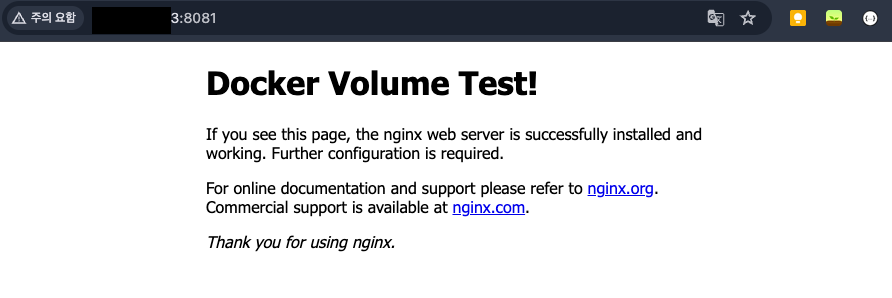 주의 요함 3:8081
Docker Volume Test!
If you see this page, the nginx web server is successfully installed and
working. Further configuration is required.
For online documentation and support please refer to nginx.org.
Commercial support is available at nginx.com.
Thank you for using nginx.